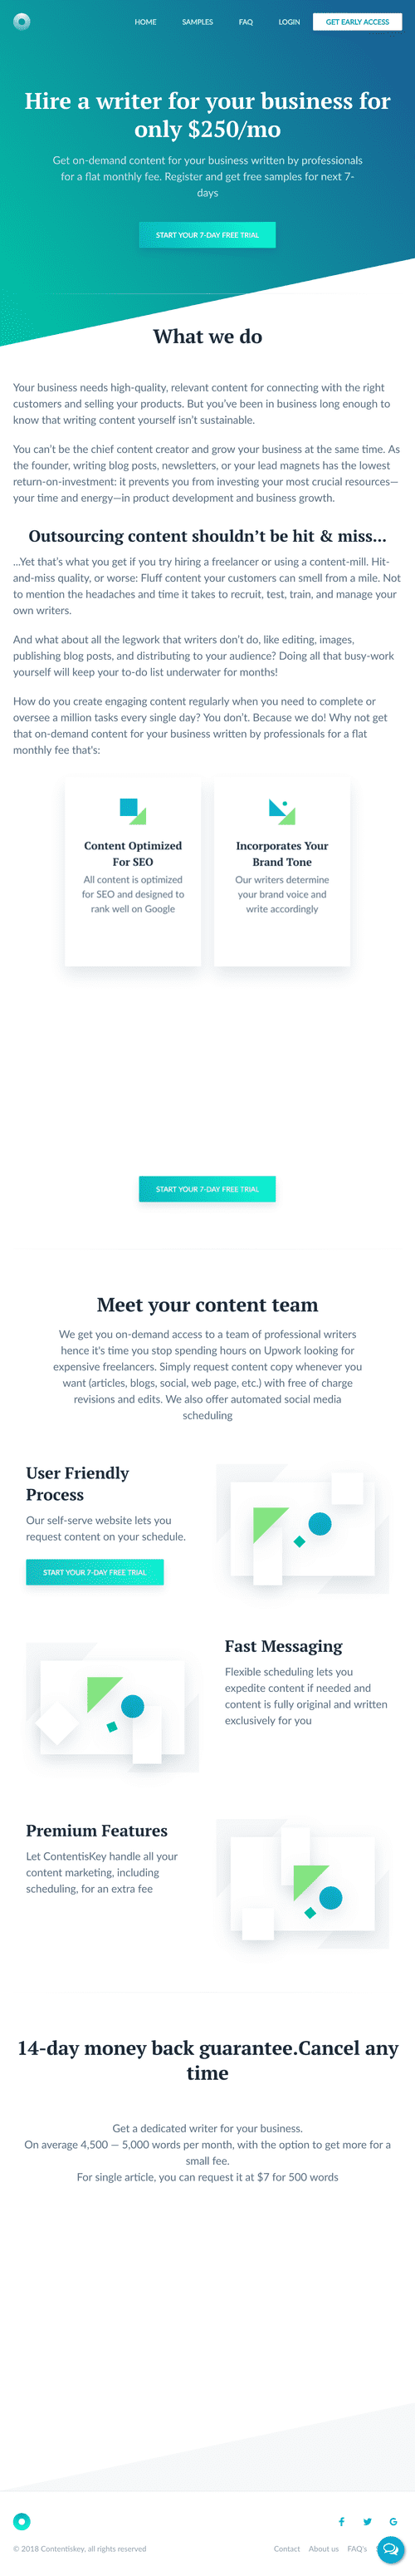 HOME SAMPLES FAQ LOGIN GET EARLY ACCESS
Hire a writer for your business for
only $250/mo
Get on-demand content for your business written by professionals
for a flat monthly fee. Register and get free samples for next 7-
days
START YOUR 7-DAY FREE TRIAL
What we do
Your business needs high-quality, relevant content for connecting with the right
customers and selling your products. But you've been in business long enough to
know that writing content yourself isn't sustainable.
You can't be the chief content creator and grow your business at the same time. As
the founder, writing blog posts, newsletters, or your lead magnets has the lowest
return-on-investment: it prevents you from investing your most crucial resources—
your time and energy—in product development and business growth.
Outsourcing content shouldn't be hit & miss...
...Yet that's what you get if you try hiring a freelancer or using a content-mill. Hit-
and-miss quality, or worse: Fluff content your customers can smell from a mile. Not
to mention the headaches and time it takes to recruit, test, train, and manage your
own writers.
And what about all the legwork that writers don't do, like editing, images,
publishing blog posts, and distributing to your audience? Doing all that busy-work
yourself will keep your to-do list underwater for months!
How do you create engaging content regularly when you need to complete or
oversee a million tasks every single day? You don't. Because we do! Why not get
that on-demand content for your business written by professionals for a flat
monthly fee that's:
Content Optimized
For SEO
All content is optimized
for SEO and designed to
rank well on Google
Incorporates Your
Brand Tone
Our writers determine
your brand voice and
write accordingly
START YOUR 7-DAY FREE TRIAL
Meet your content team
We get you on-demand access to a team of professional writers
hence it's time you stop spending hours on Upwork looking for
expensive freelancers. Simply request content copy whenever you
want (articles, blogs, social, web page, etc.) with free of charge
revisions and edits. We also offer automated social media
scheduling
User Friendly
Process
Our self-serve website lets you
request content on your schedule.
START YOUR 7-DAY FREE TRIAL
Fast Messaging
Flexible scheduling lets you
expedite content if needed and
content is fully original and written
exclusively for you
Premium Features
Let ContentisKey handle all your
content marketing, including
scheduling, for an extra fee
14-day money back guarantee.Cancel any
time
Get a dedicated writer for your business.
On average 4,500 — 5,000 words per month, with the option to get more for a
small fee.
For single article, you can request it at $7 for 500 words
© 2018 Contentiskey, all rights reserved
Contact About us FAQ's